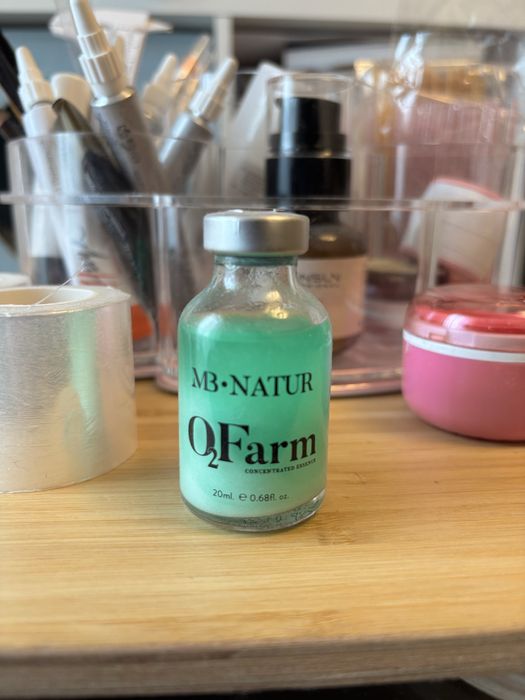 MB·NATUR
O2Farm
CONCENTRATED ESSENCE
20ml. ℮ 0.68fl. oz.